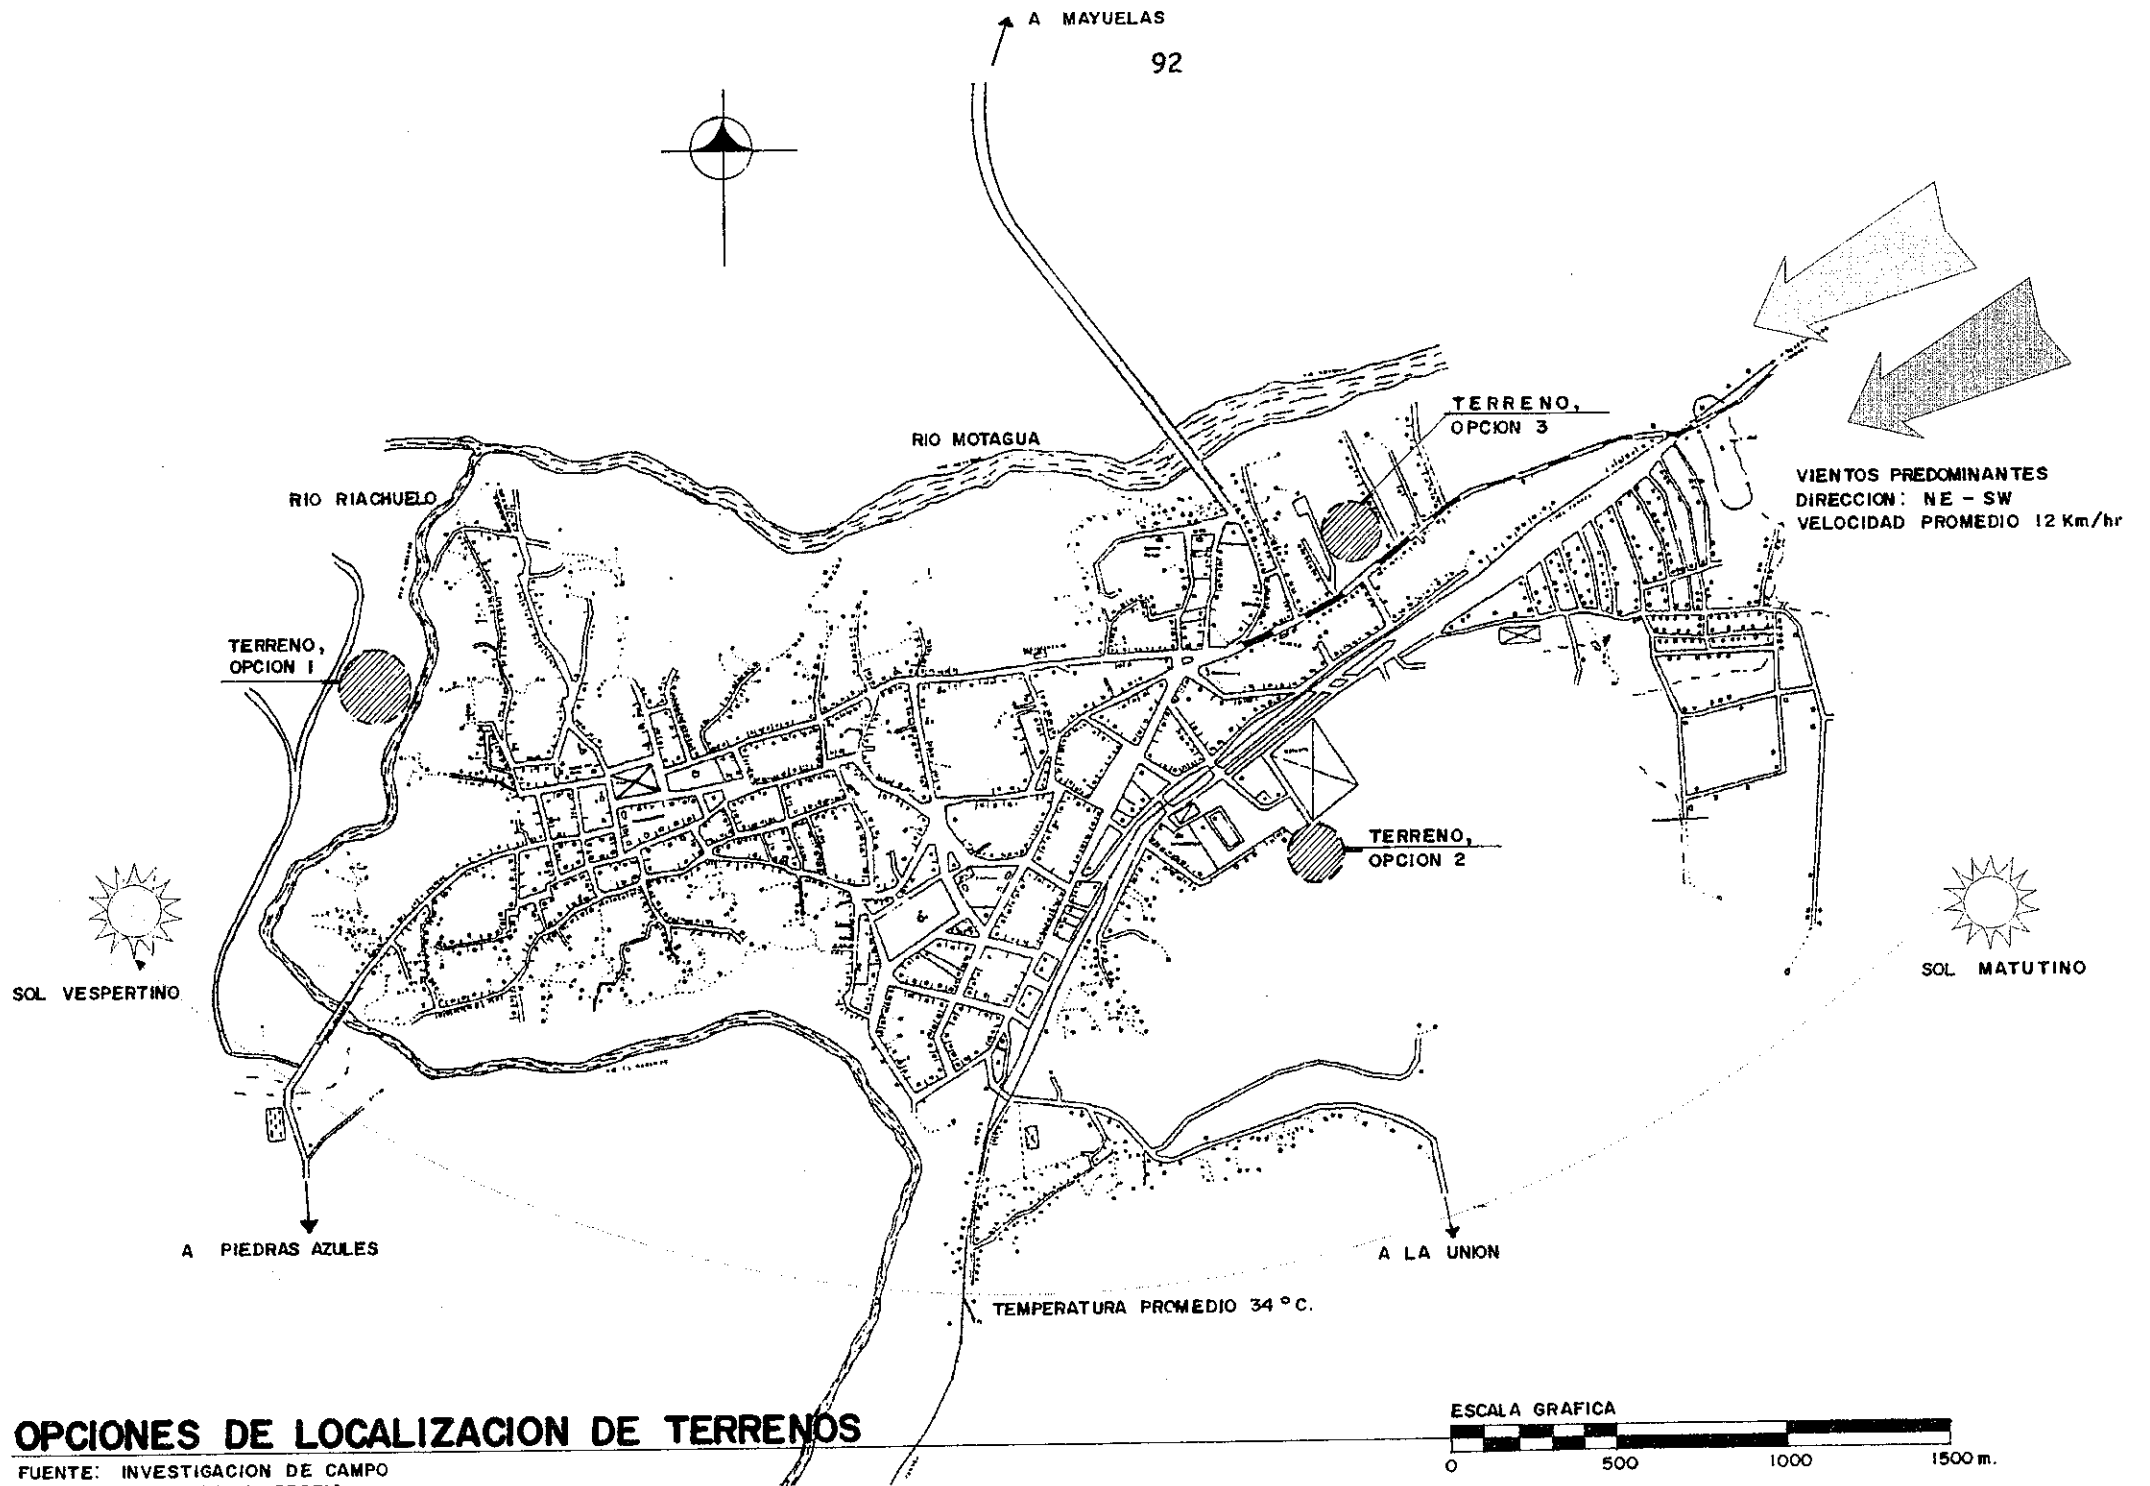 A MAYUELAS
92
TERRENO,
OPCION 3
RIO MOTAGUA
RIO RIACHUELO
VIENTOS PREDOMINANTES
DIRECCION: NE - SW
VELOCIDAD PROMEDIO 12 Km/hr
TERRENO,
OPCION 1
TERRENO,
OPCION 2
SOL VESPERTINO
SOL MATUTINO
A PIEDRAS AZULES
A LA UNION
TEMPERATURA PROMEDIO 34°C.
OPCIONES DE LOCALIZACION DE TERRENOS
FUENTE: INVESTIGACION DE CAMPO
ESCALA GRAFICA
0 500 1000 1500 m.